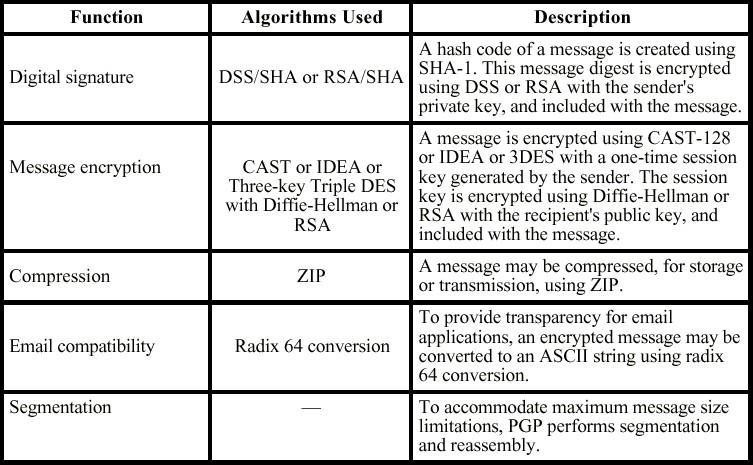 Function
Algorithms Used
Description
Digital signature
DSS/SHA or RSA/SHA
A hash code of a message is created using
SHA-1. This message digest is encrypted
using DSS or RSA with the sender's
private key, and included with the message.
Message encryption
CAST or IDEA or
Three-key Triple DES
with Diffie-Hellman or
RSA
A message is encrypted using CAST-128
or IDEA or 3DES with a one-time session
key generated by the sender. The session
key is encrypted using Diffie-Hellman or
RSA with the recipient's public key, and
included with the message.
Compression
ZIP
A message may be compressed, for storage
or transmission, using ZIP.
Email compatibility
Radix 64 conversion
To provide transparency for email
applications, an encrypted message may be
converted to an ASCII string using radix
64 conversion.
Segmentation
—
To accommodate maximum message size
limitations, PGP performs segmentation
and reassembly.